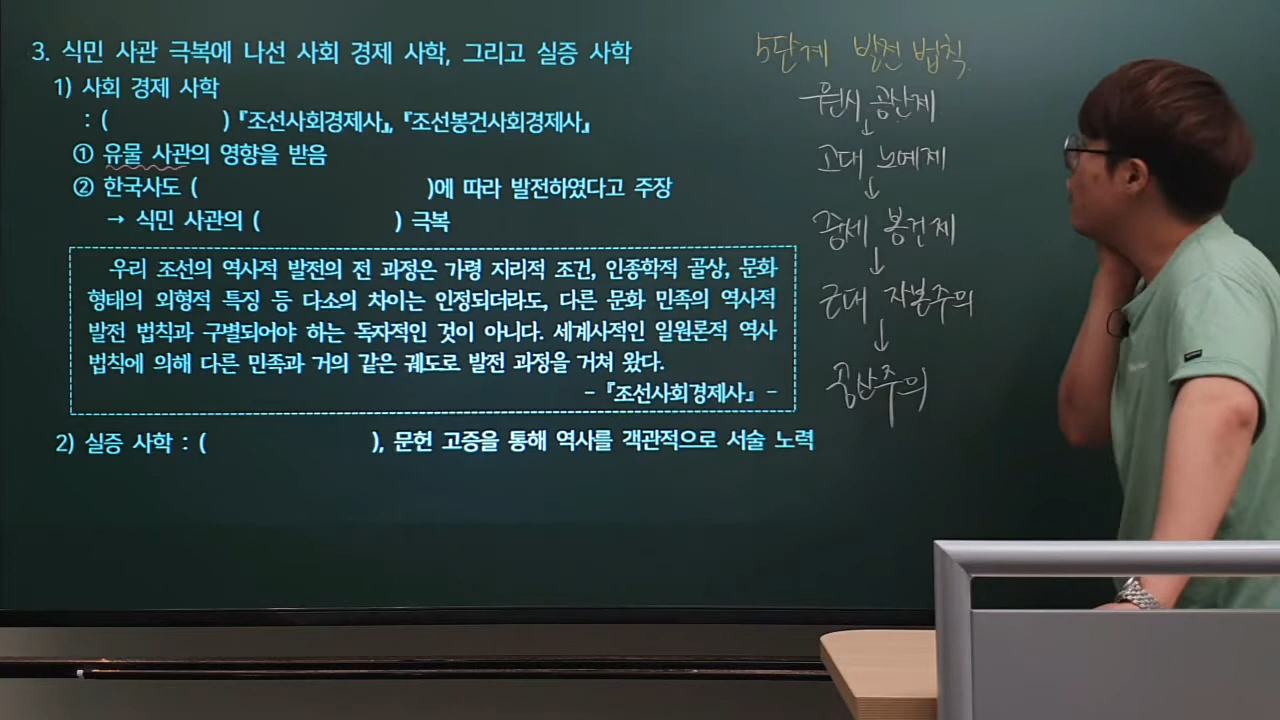 3. 식민 사관 극복에 나선 사회 경제 사학, 그리고 실증 사학
1) 사회 경제 사학
: ( ) 『조선사회경제사』, 『조선봉건사회경제사』
① 유물 사관의 영향을 받음
② 한국사도 ( )에 따라 발전하였다고 주장
→ 식민 사관의 ( ) 극복
우리 조선의 역사적 발전의 전 과정은 가령 지리적 조건, 인종학적 골상, 문화
형태의 외형적 특징 등 다소의 차이는 인정되더라도, 다른 문화 민족의 역사적
발전 법칙과 구별되어야 하는 독자적인 것이 아니다. 세계사적인 일원론적 역사
법칙에 의해 다른 민족과 거의 같은 궤도로 발전 과정을 거쳐 왔다.
- 『조선사회경제사』 -
2) 실증 사학 : ( ), 문헌 고증을 통해 역사를 객관적으로 서술 노력
5단계 발전 법칙
원시 공산제
↓
고대 노예제
↓
중세 봉건제
↓
근대 자본주의
↓
공산주의